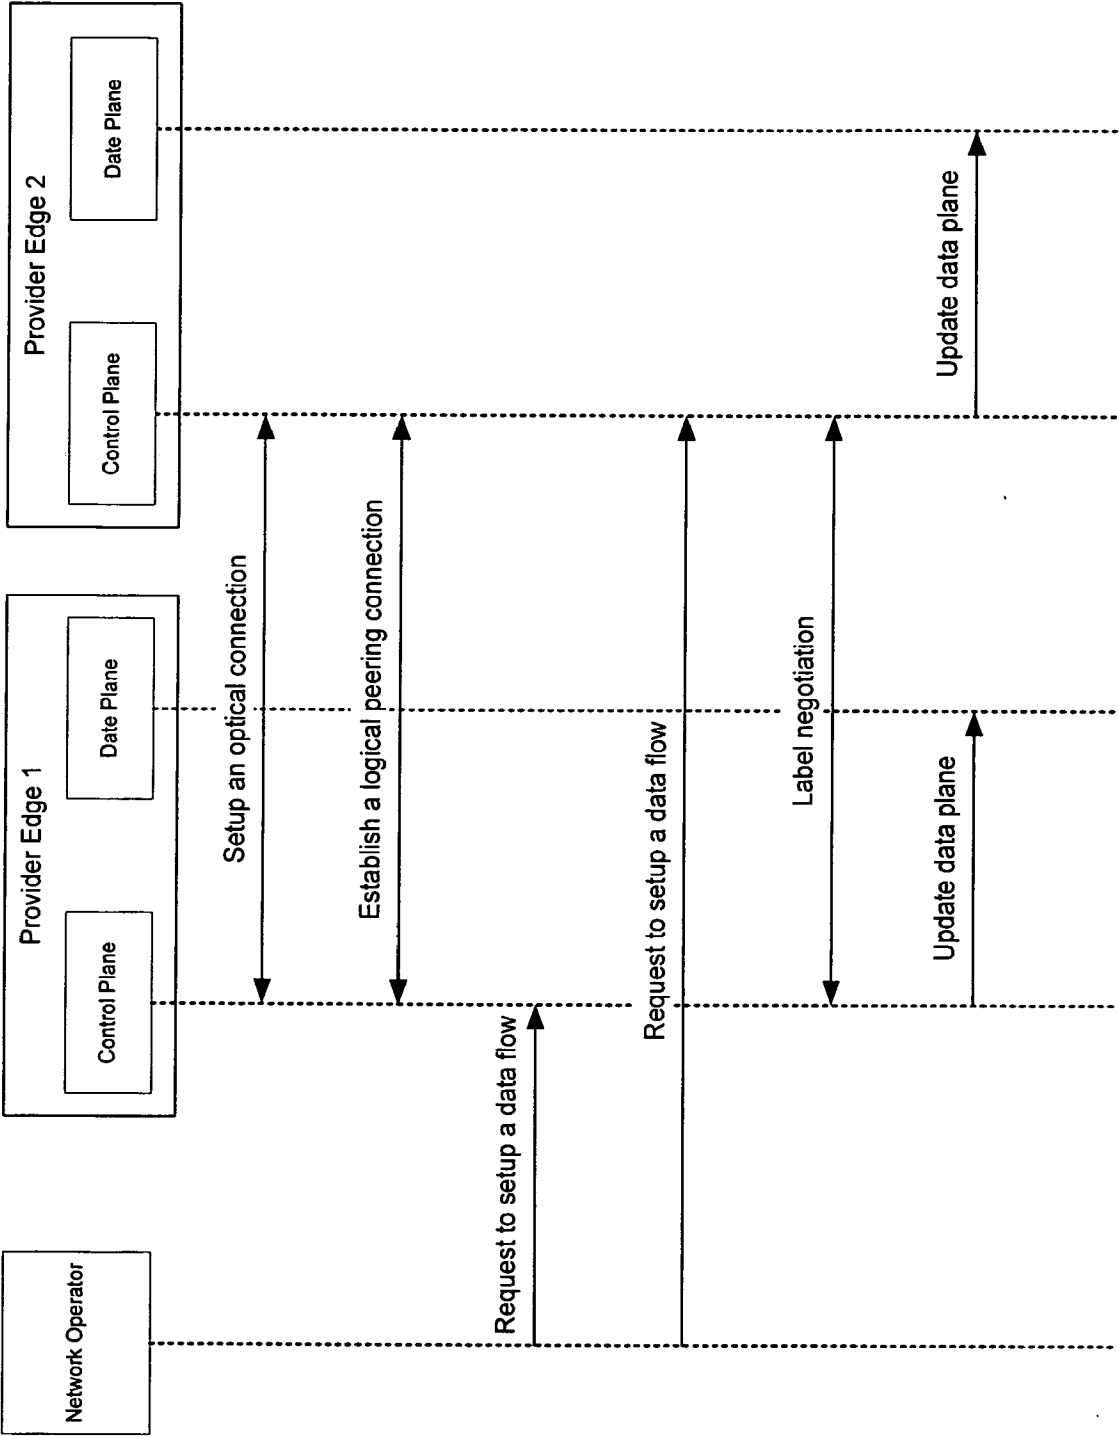 Network Operator
Provider Edge 1
Control Plane
Date Plane
Provider Edge 2
Control Plane
Date Plane
Setup an optical connection
Establish a logical peering connection
Request to setup a data flow
Request to setup a data flow
Label negotiation
Update data plane
Update data plane